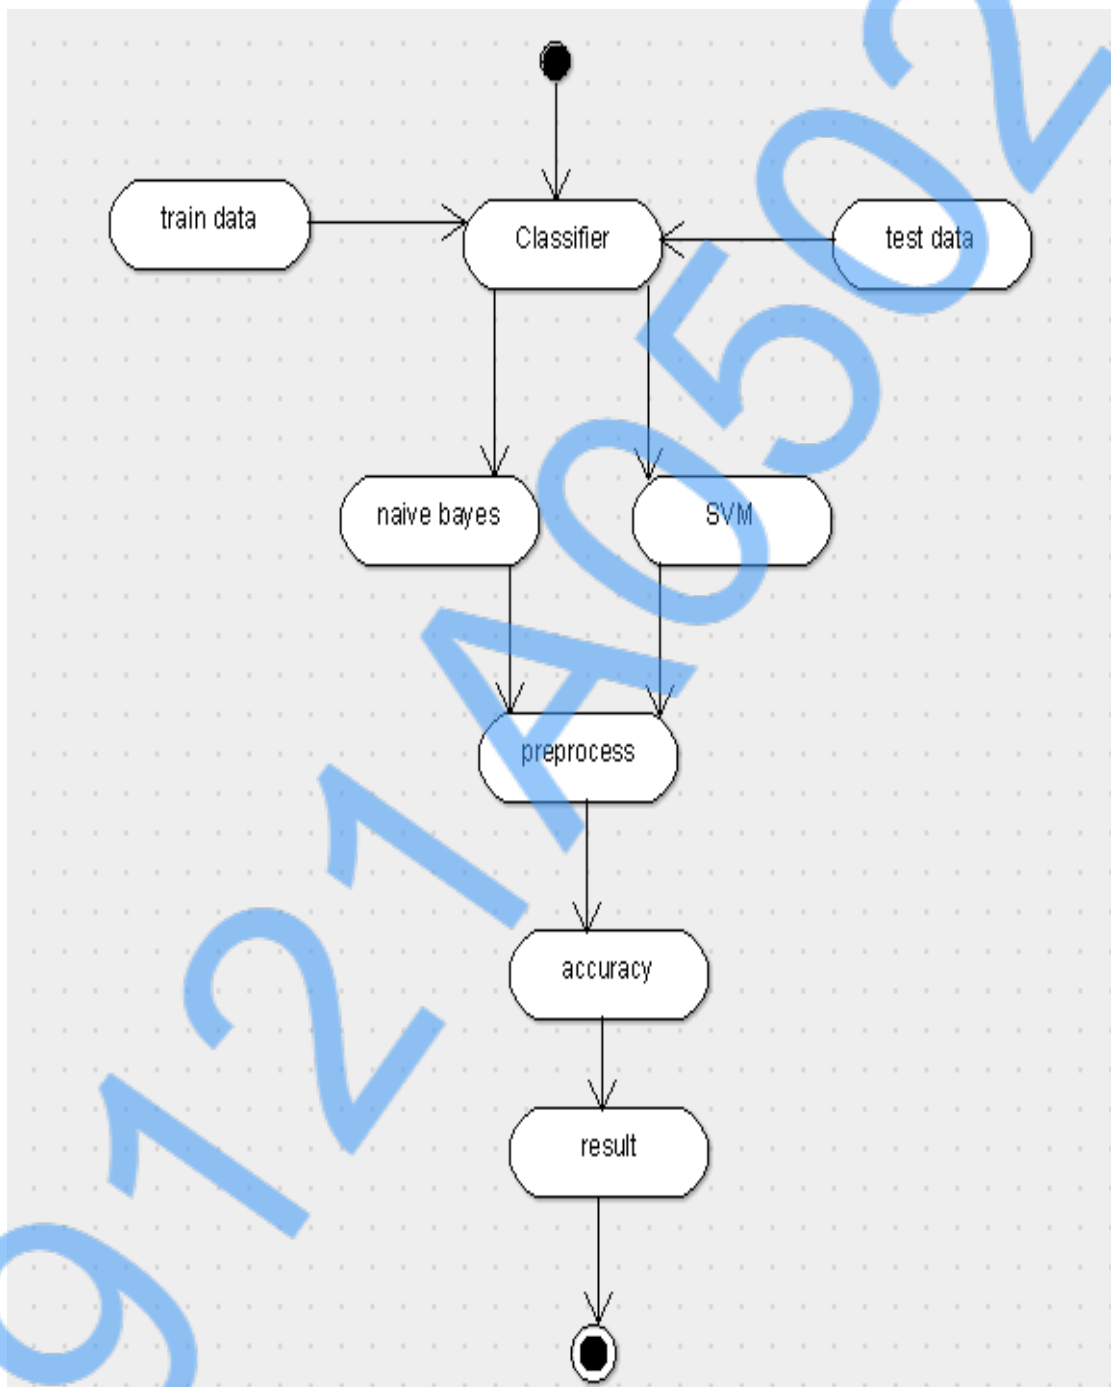 train data
Classifier
test data
naive bayes
SVM
preprocess
accuracy
result
9121A0502